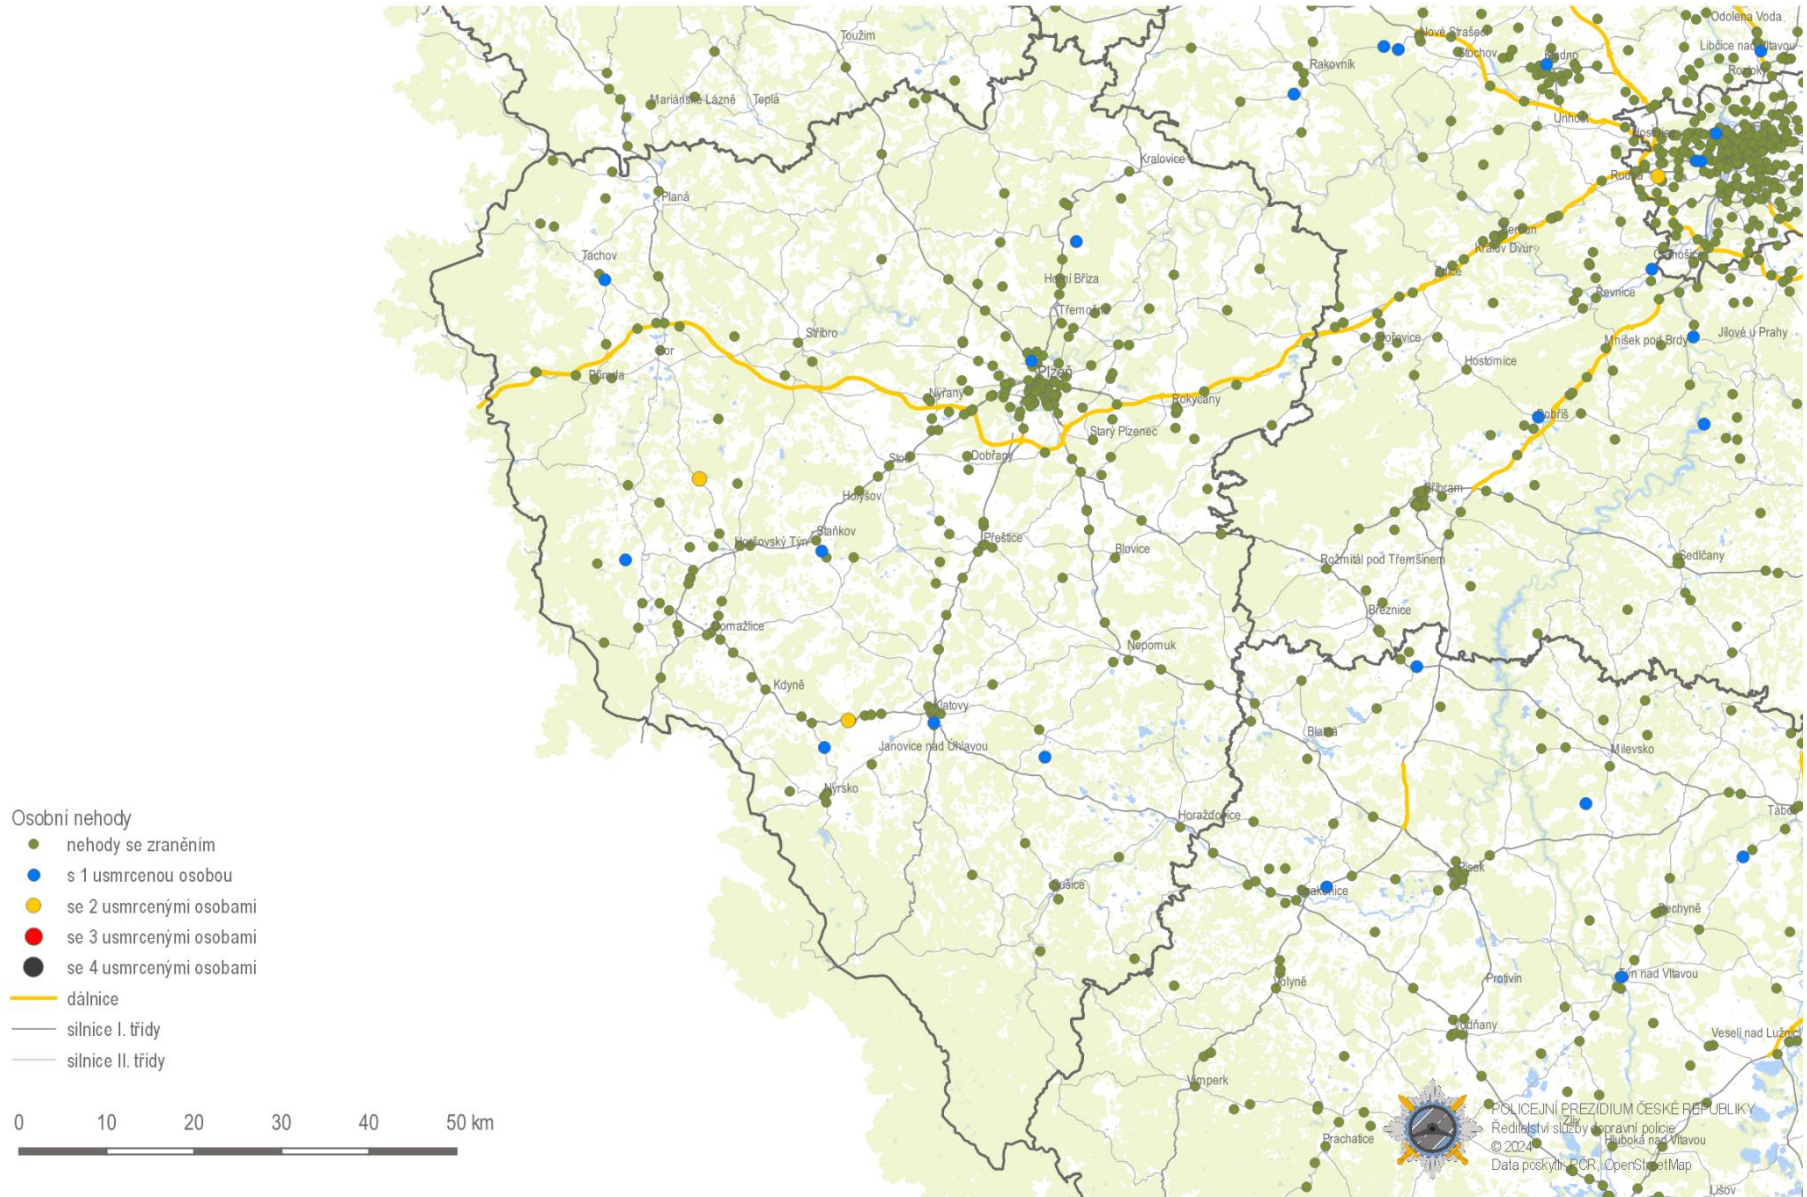 Odolena Voda
Toužim
Nové Strašecí
Stochov
Libčice nad Vltavou
Kladno
Rakovník
Roztoky
Mariánské Lázně
Teplá
Unhošť
Hostivice
Kralovice
Rudná
Planá
Beroun
Králův Dvůr
Tachov
Černošice
Žebrák
Horní Bříza
Řevnice
Třemošná
Stříbro
Jílové u Prahy
Hořovice
Mníšek pod Brdy
Bor
Hostomice
Plzeň
Přimda
Nýřany
Rokycany
Dobříš
Starý Plzenec
Stod
Dobřany
Holýšov
Příbram
Staňkov
Horšovský Týn
Přeštice
Blovice
Sedlčany
Rožmitál pod Třemšínem
Březnice
Domažlice
Nepomuk
Kdyně
Klatovy
Blatná
Janovice nad Úhlavou
Milevsko
Nýrsko
Horažďovice
Tábor
Osobní nehody
nehody se zraněním
s 1 usmrcenou osobou
se 2 usmrcenými osobami
se 3 usmrcenými osobami
se 4 usmrcenými osobami
dálnice
silnice I. třídy
silnice II. třídy
0 10 20 30 40 50 km
Písek
Sušice
Strakonice
Bechyně
Týn nad Vltavou
Volyně
Protivín
Vodňany
Veselí nad Lužnicí
Vimperk
POLICEJNÍ PREZIDIUM ČESKÉ REPUBLIKY
Ředitelství služby dopravní policie
Zliv
© 2024
Prachatice
Hluboká nad Vltavou
Data poskytli: PČR, OpenStreetMap
Lišov